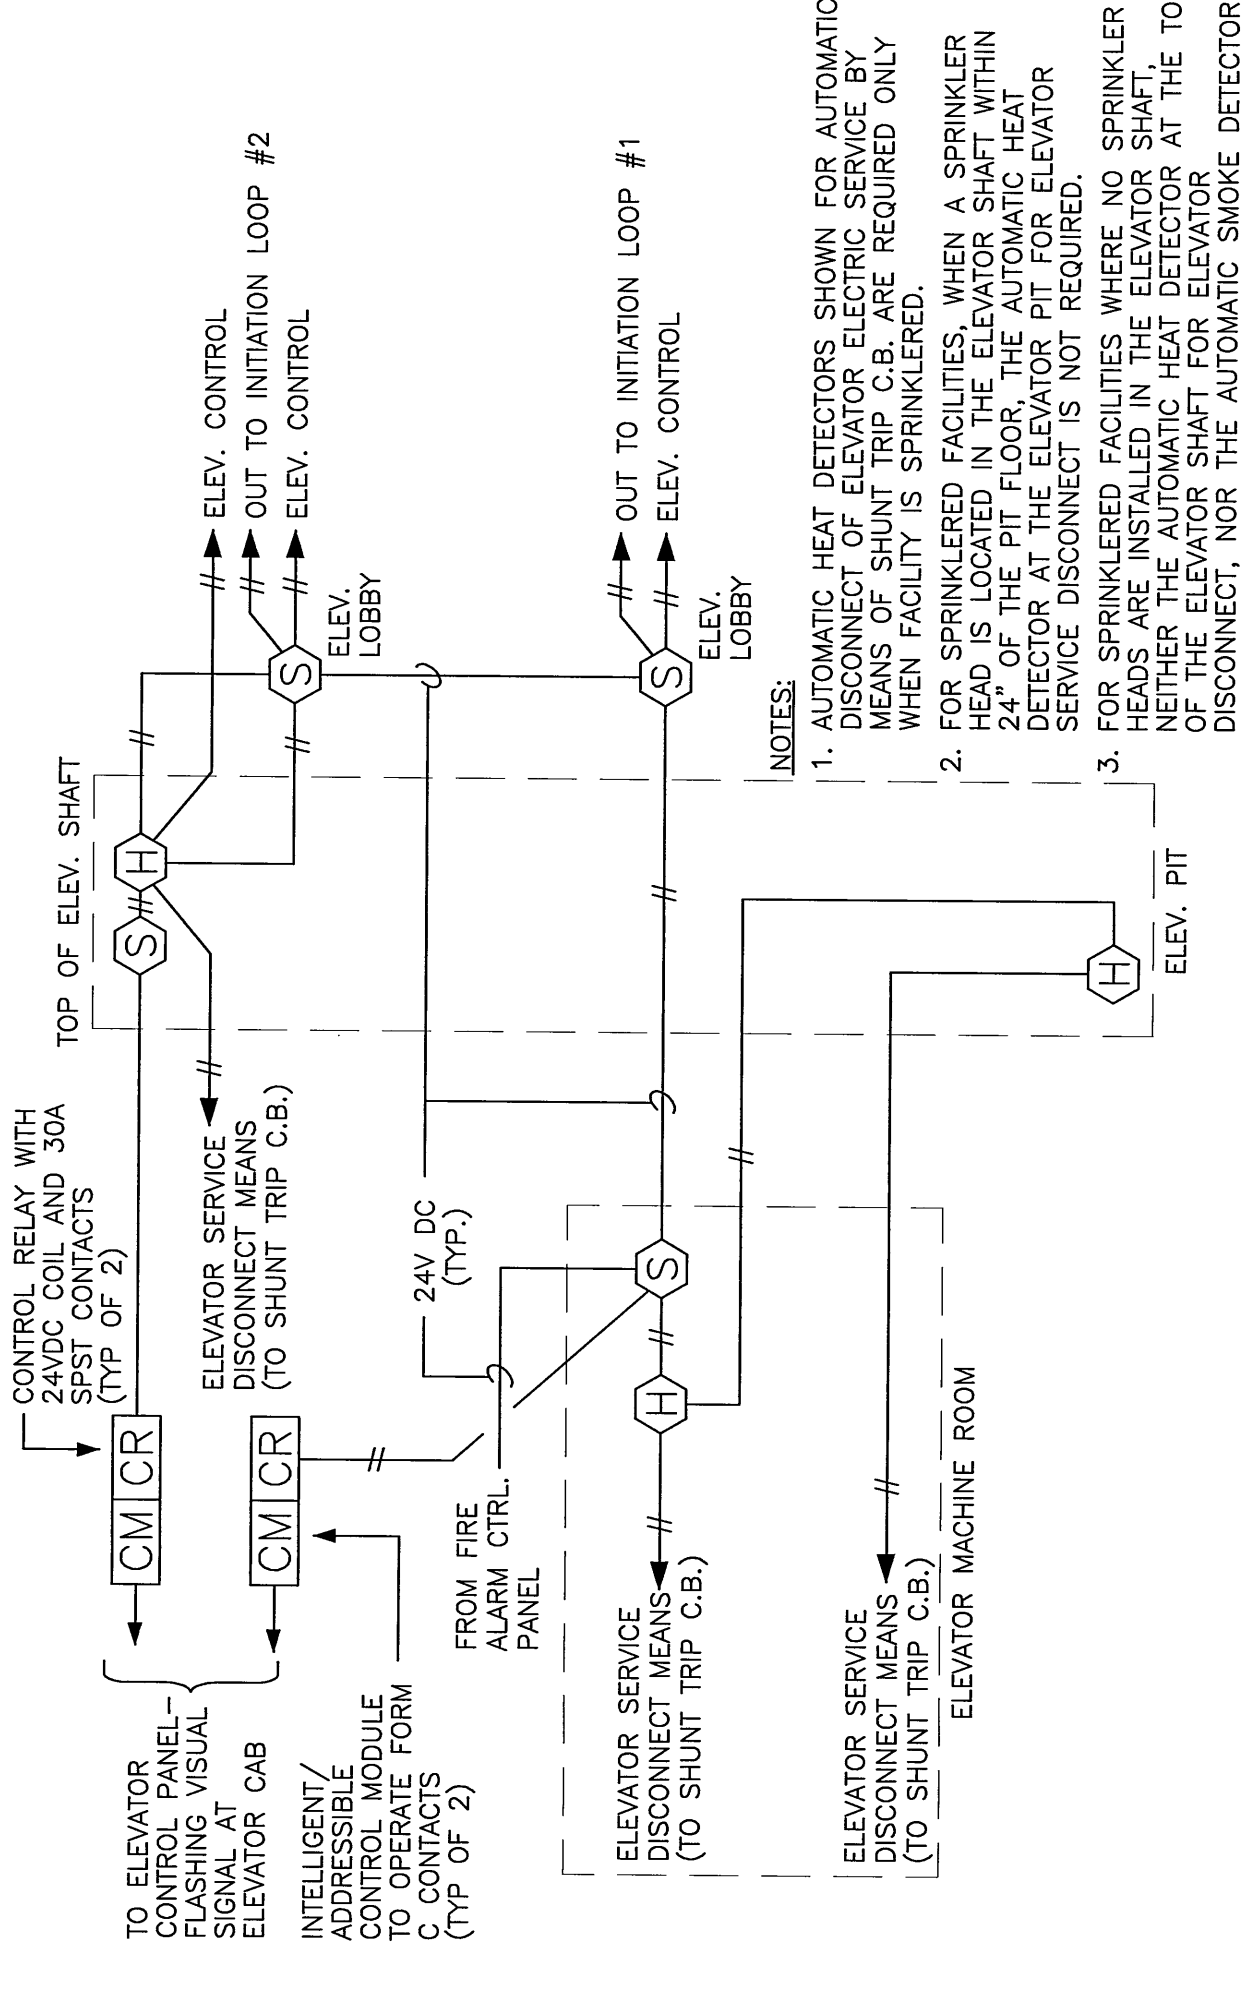 TO ELEVATOR
CONTROL PANEL-
FLASHING VISUAL
SIGNAL AT
ELEVATOR CAB
INTELLIGENT/
ADDRESSIBLE
CONTROL MODULE
TO OPERATE FORM
C CONTACTS
(TYP OF 2)
CONTROL RELAY WITH
24VDC COIL AND 30A
SPST CONTACTS
(TYP OF 2)
CM CR
CM CR
ELEVATOR SERVICE
DISCONNECT MEANS
(TO SHUNT TRIP C.B.)
FROM FIRE
ALARM CTRL.
PANEL
24V DC
(TYP.)
TOP OF ELEV. SHAFT
S
H
ELEV. CONTROL
OUT TO INITIATION LOOP #2
ELEV. CONTROL
S
ELEV.
LOBBY
OUT TO INITIATION LOOP #1
ELEV. CONTROL
S
ELEV.
LOBBY
H
S
ELEVATOR SERVICE
DISCONNECT MEANS
(TO SHUNT TRIP C.B.)
ELEVATOR SERVICE
DISCONNECT MEANS
(TO SHUNT TRIP C.B.)
ELEVATOR MACHINE ROOM
H
ELEV. PIT
NOTES:
1. AUTOMATIC HEAT DETECTORS SHOWN FOR AUTOMATIC
DISCONNECT OF ELEVATOR ELECTRIC SERVICE BY
MEANS OF SHUNT TRIP C.B. ARE REQUIRED ONLY
WHEN FACILITY IS SPRINKLERED.
2. FOR SPRINKLERED FACILITIES, WHEN A SPRINKLER
HEAD IS LOCATED IN THE ELEVATOR SHAFT WITHIN
24" OF THE PIT FLOOR, THE AUTOMATIC HEAT
DETECTOR AT THE ELEVATOR PIT FOR ELEVATOR
SERVICE DISCONNECT IS NOT REQUIRED.
3. FOR SPRINKLERED FACILITIES WHERE NO SPRINKLER
HEADS ARE INSTALLED IN THE ELEVATOR SHAFT,
NEITHER THE AUTOMATIC HEAT DETECTOR AT THE TO
OF THE ELEVATOR SHAFT FOR ELEVATOR
DISCONNECT, NOR THE AUTOMATIC SMOKE DETECTOR